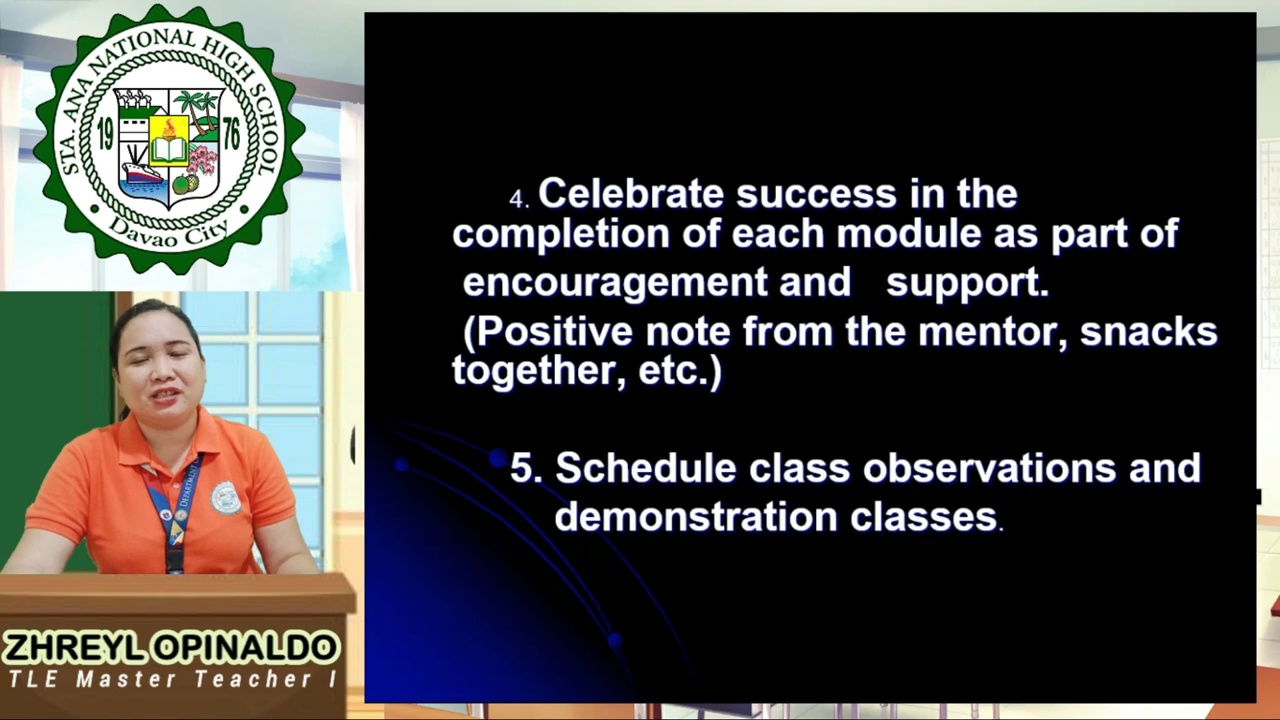 STA. ANA NATIONAL HIGH SCHOOL
19 76
Davao City
4. Celebrate success in the
completion of each module as part of
encouragement and support.
(Positive note from the mentor, snacks
together, etc.)
5. Schedule class observations and
demonstration classes.
DEPARTMENT
ZHREYL OPINALDO
TLE Master Teacher I